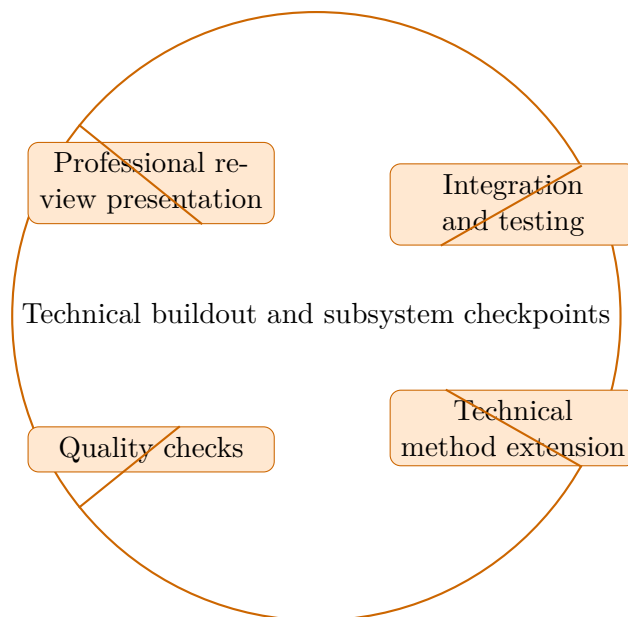 Professional re-
view presentation
Integration
and testing
Technical buildout and subsystem checkpoints
Quality checks
Technical
method extension